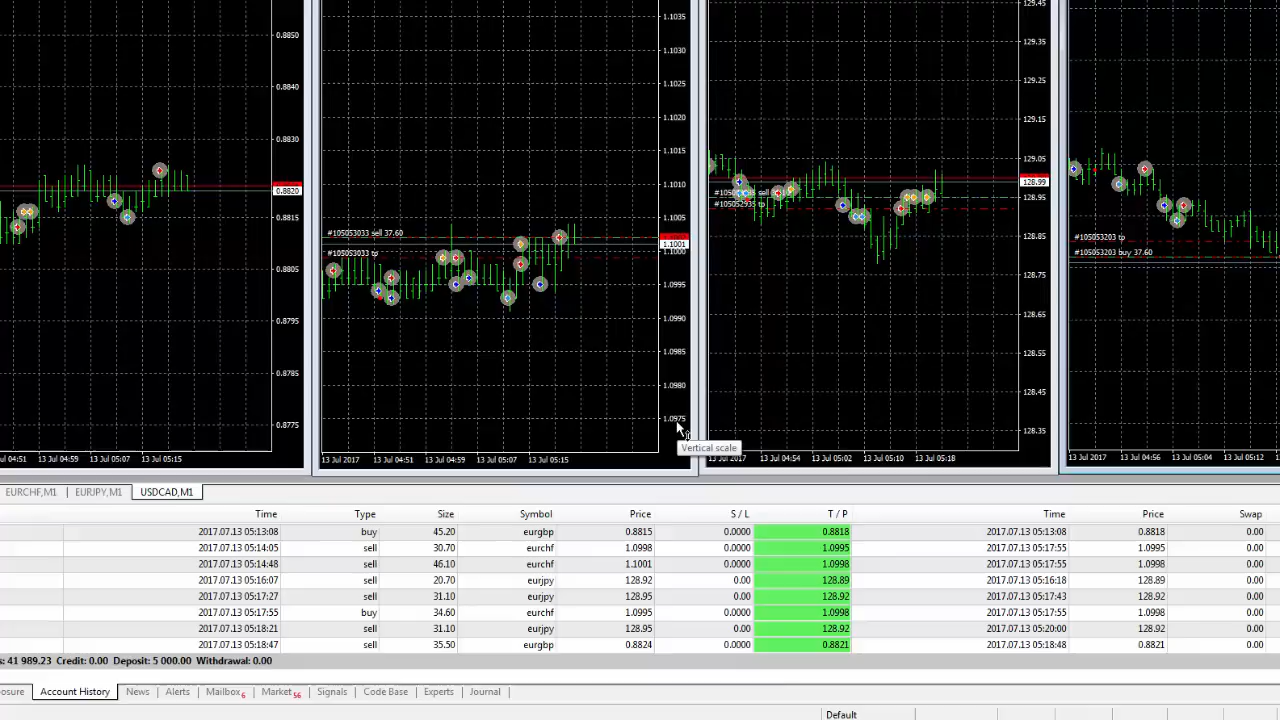 0.8850
0.8840
0.8830
0.8820
0.8815
0.8805
0.8795
0.8785
0.8775
13 Jul 04:59 13 Jul 05:07 13 Jul 05:15
1.1035
1.1030
1.1025
1.1020
1.1015
1.1010
1.1005
1.1001
1.1000
1.0995
1.0990
1.0985
1.0980
1.0975
#105053033 sell 37.60
#105053033 tp
13 Jul 2017 13 Jul 04:51 13 Jul 04:59 13 Jul 05:07 13 Jul 05:15
Vertical scale
129.45
129.35
129.25
129.15
129.05
128.99
128.95
128.85
128.75
128.65
128.55
128.45
128.35
#105052935 tp
2017 13 Jul 04:54 13 Jul 05:02 13 Jul 05:10 13 Jul 05:18
#105053203 tp
#105053203 buy 37.60
13 Jul 2017 13 Jul 04:56 13 Jul 05:04 13 Jul 05:12
EURCHF,M1 EURJPY,M1 USDCAD,M1
Time Type Size Symbol Price S / L T / P Time Price Swap
2017.07.13 05:13:08 buy 45.20 eurgbp 0.8815 0.0000 0.8818 2017.07.13 05:13:08 0.8818 0.00
2017.07.13 05:14:05 sell 30.70 eurchf 1.0998 0.0000 1.0995 2017.07.13 05:17:55 1.0995 0.00
2017.07.13 05:14:48 sell 46.10 eurchf 1.1001 0.0000 1.0998 2017.07.13 05:17:55 1.0998 0.00
2017.07.13 05:16:07 sell 20.70 eurjpy 128.92 0.00 128.89 2017.07.13 05:16:18 128.89 0.00
2017.07.13 05:17:27 sell 31.10 eurjpy 128.95 0.00 128.92 2017.07.13 05:17:43 128.92 0.00
2017.07.13 05:17:55 buy 34.60 eurchf 1.0995 0.0000 1.0998 2017.07.13 05:17:55 1.0998 0.00
2017.07.13 05:18:21 sell 31.10 eurjpy 128.95 0.00 128.92 2017.07.13 05:20:00 128.92 0.00
2017.07.13 05:18:47 sell 35.50 eurgbp 0.8824 0.0000 0.8821 2017.07.13 05:18:48 0.8821 0.00
s: 41 989.23 Credit: 0.00 Deposit: 5 000.00 Withdrawal: 0.00
osure Account History News Alerts Mailbox 6 Market 56 Signals Code Base Experts Journal
Default